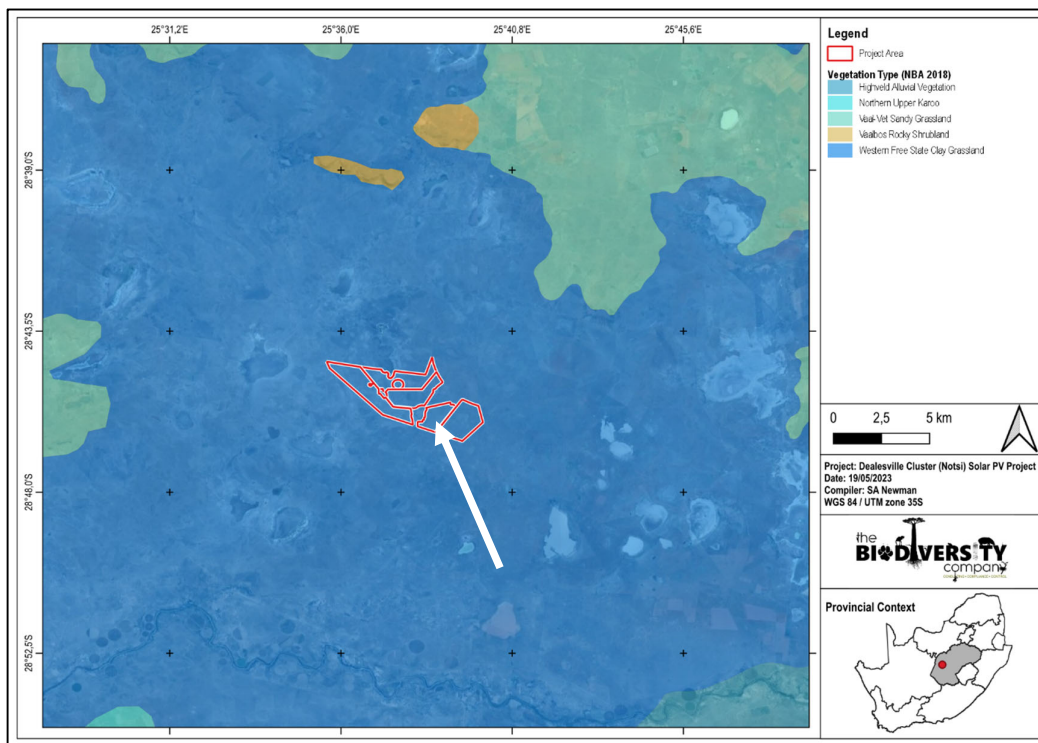 25°31,2'E 25°36,0'E 25°40,8'E 25°45,6'E
28°39,0'S
28°43,5'S
28°48,0'S
28°52,5'S
Legend
Project Area
Vegetation Type (NBA 2018)
Highveld Alluvial Vegetation
Northern Upper Karoo
Vaal-Vet Sandy Grassland
Vaalbos Rocky Shrubland
Western Free State Clay Grassland
0 2,5 5 km
Project: Dealesville Cluster (Notsi) Solar PV Project
Date: 19/05/2023
Compiler: SA Newman
WGS 84 / UTM zone 35S
the
BIODIVERSITY
company
Provincial Context